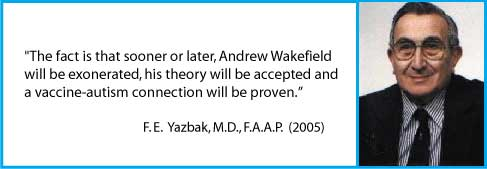 "The fact is that sooner or later, Andrew Wakefield
will be exonerated, his theory will be accepted and
a vaccine-autism connection will be proven.”
F. E. Yazbak, M.D., F.A.A.P. (2005)